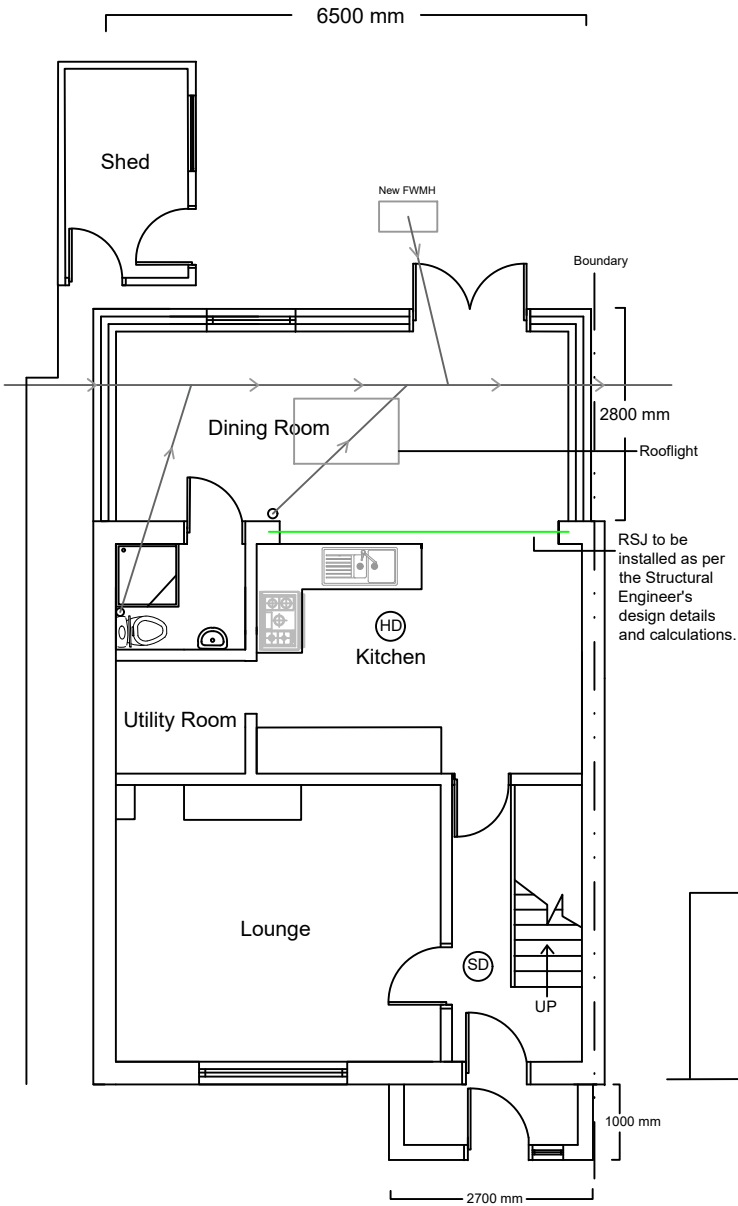 6500 mm
Shed
New FWMH
Boundary
2800 mm
Dining Room
Rooflight
RSJ to be
installed as per
the Structural
Engineer's
design details
and calculations.
HD
Kitchen
Utility Room
Lounge
SD
UP
1000 mm
2700 mm